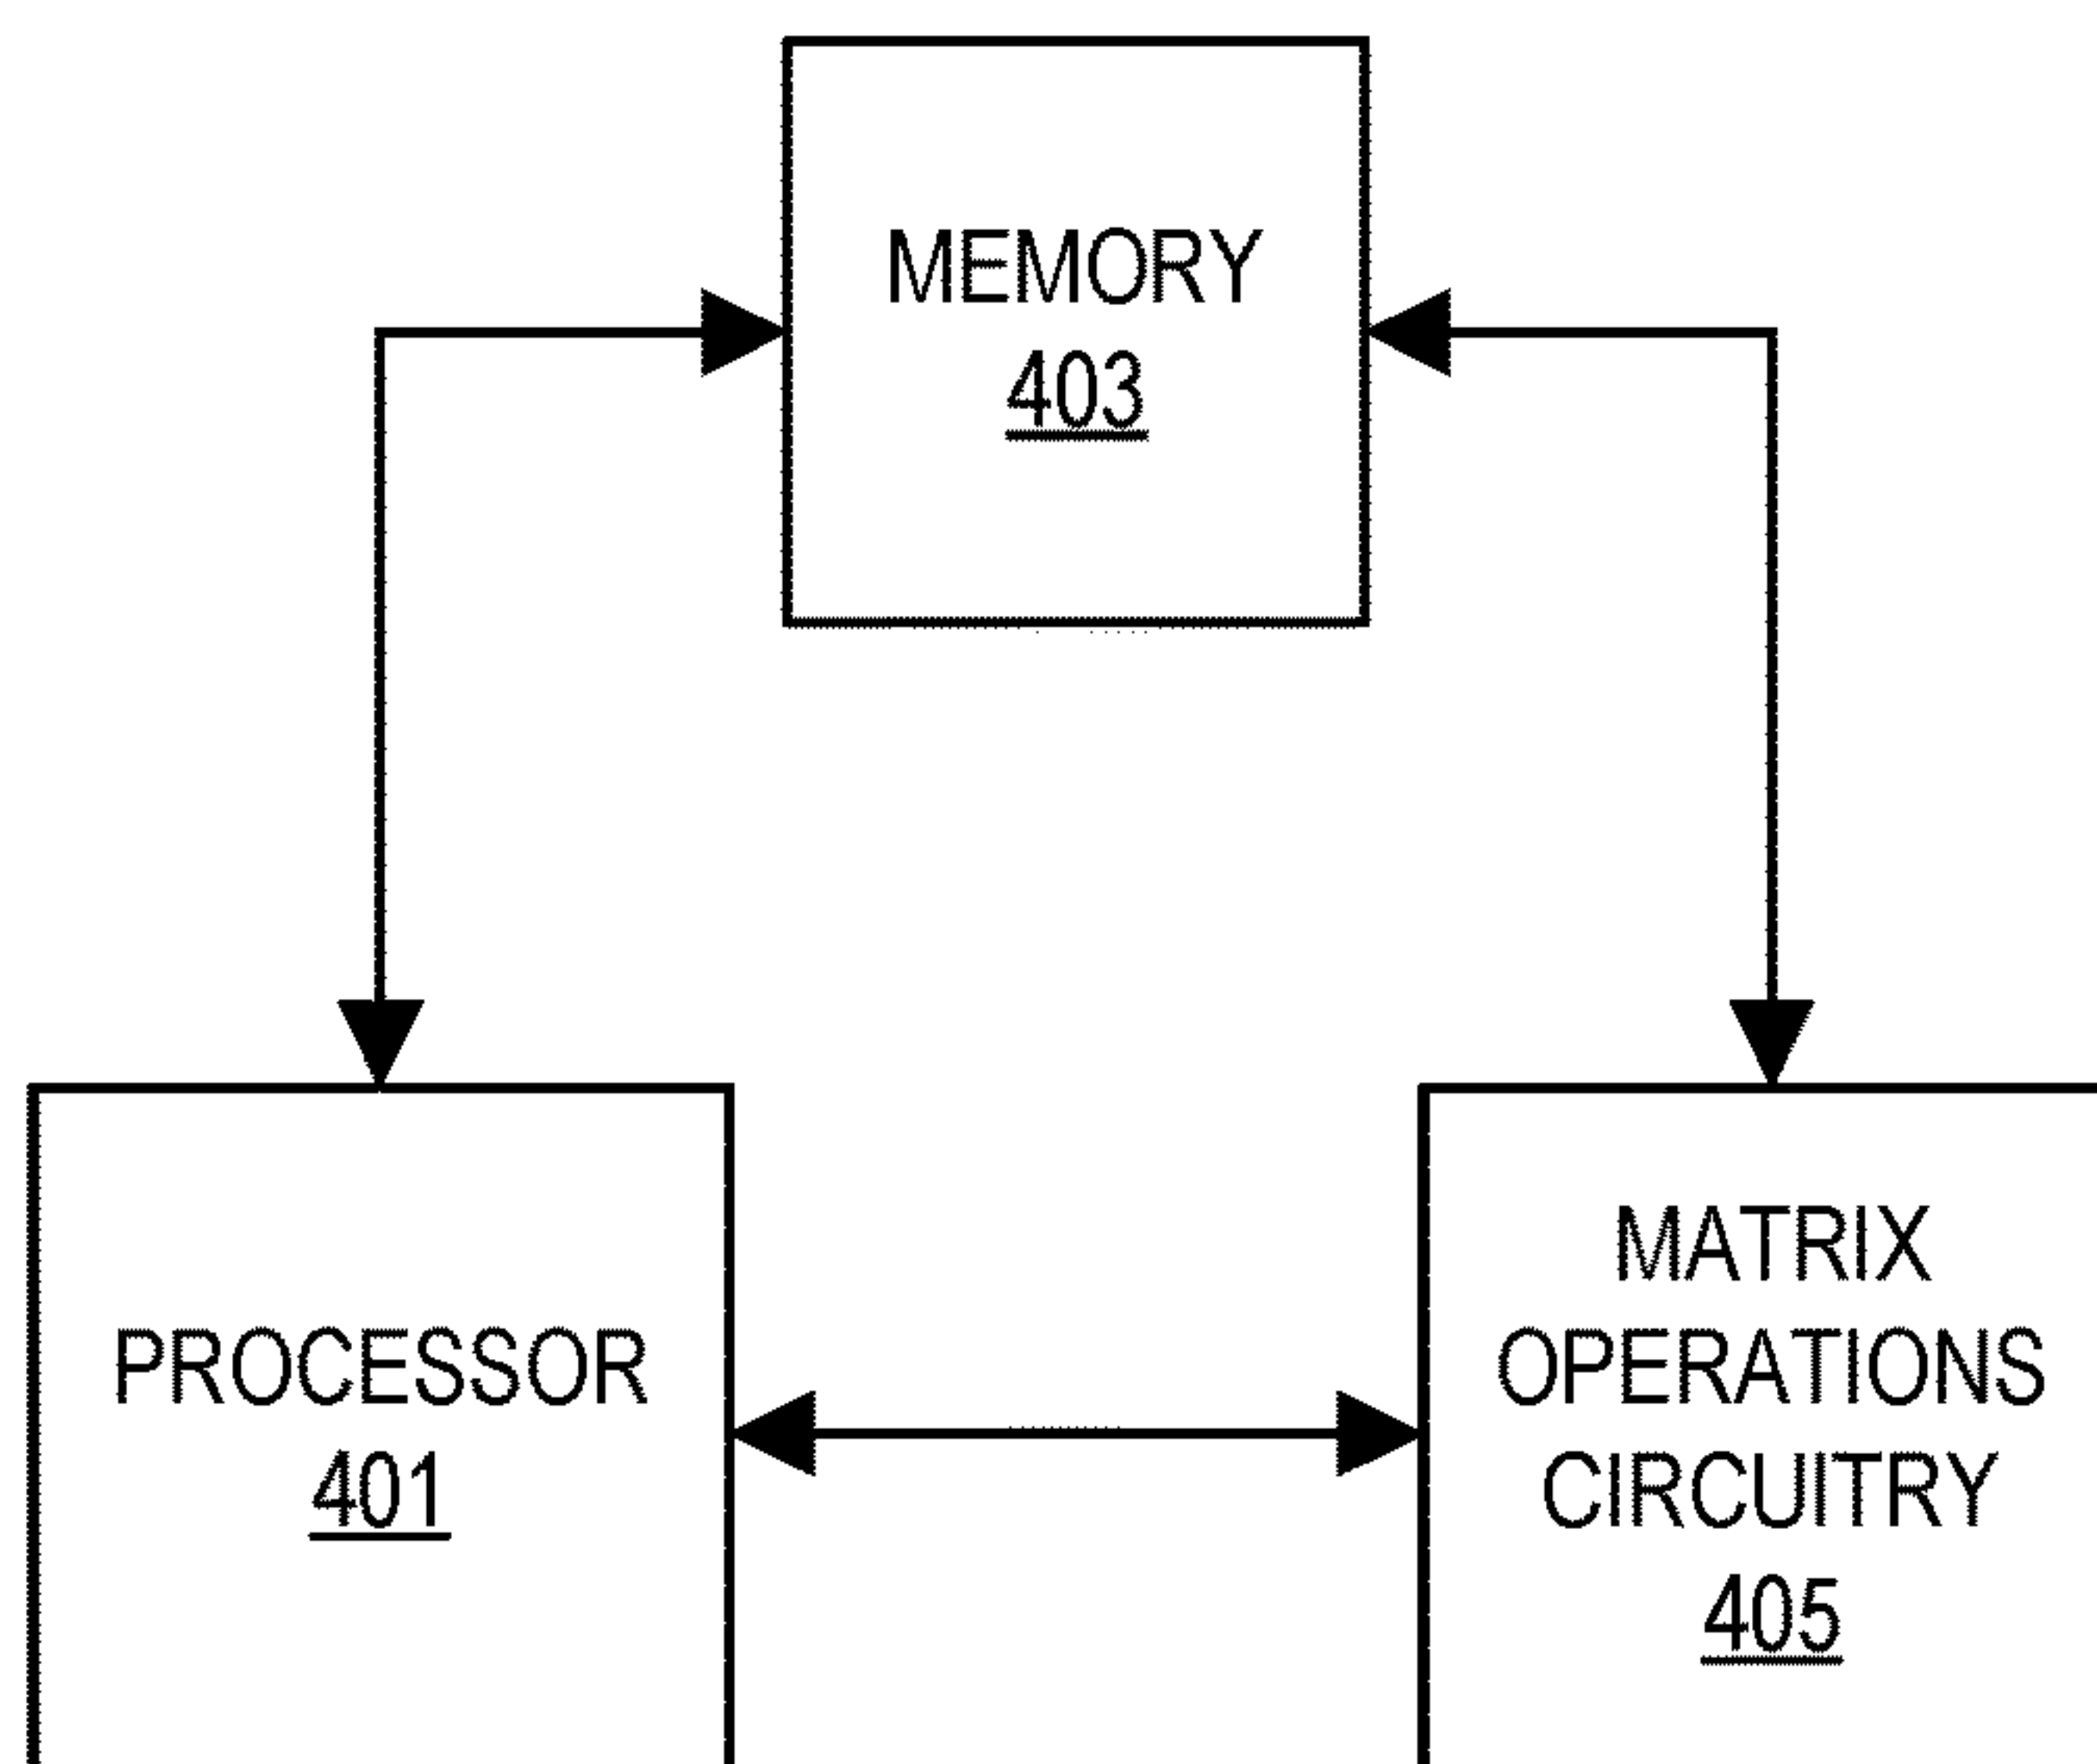 MEMORY
403
PROCESSOR
401
MATRIX
OPERATIONS
CIRCUITRY
405